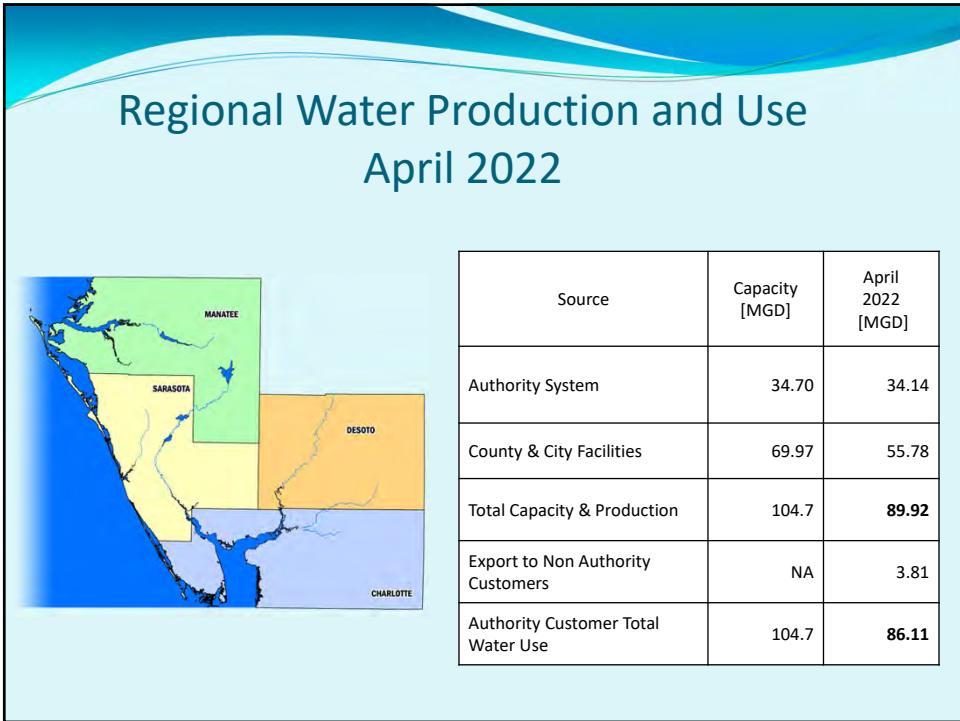 Regional Water Production and Use
April 2022
MANATEE
SARASOTA
DESOTO
CHARLOTTE
Source
Capacity
[MGD]
April
2022
[MGD]
Authority System
34.70
34.14
County & City Facilities
69.97
55.78
Total Capacity & Production
104.7
89.92
Export to Non Authority
Customers
NA
3.81
Authority Customer Total
Water Use
104.7
86.11